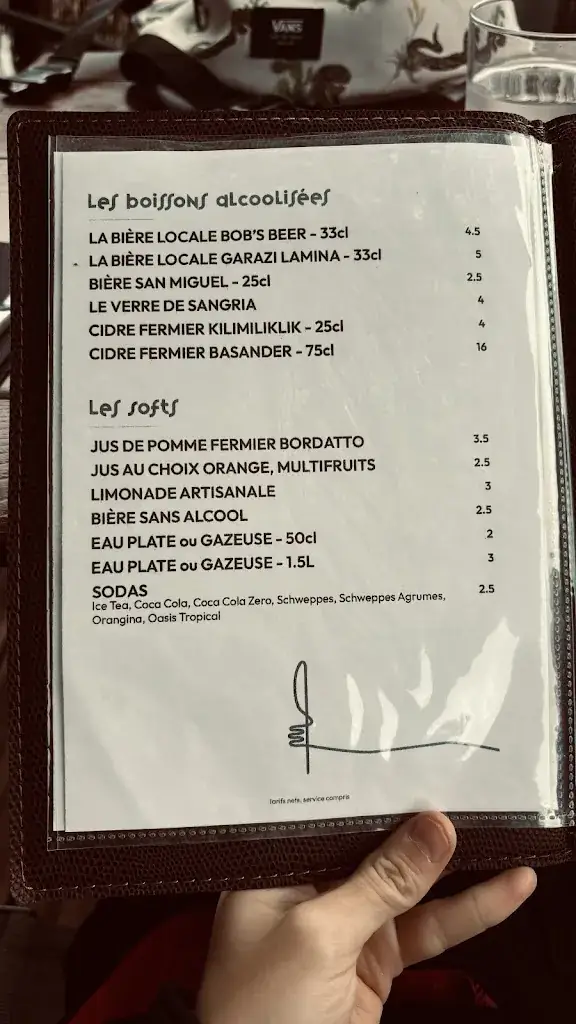 VANS
Les boissons alcoolisées
LA BIÈRE LOCALE BOB'S BEER - 33cl 4.5
LA BIÈRE LOCALE GARAZI LAMINA - 33cl 5
BIÈRE SAN MIGUEL - 25cl 2.5
LE VERRE DE SANGRIA 4
CIDRE FERMIER KILIMILIKLIK - 25cl 4
CIDRE FERMIER BASANDER - 75cl 16
Les softs
JUS DE POMME FERMIER BORDATTO 3.5
JUS AU CHOIX ORANGE, MULTIFRUITS 2.5
LIMONADE ARTISANALE 3
BIÈRE SANS ALCOOL 2.5
EAU PLATE ou GAZEUSE - 50cl 2
EAU PLATE ou GAZEUSE - 1.5L 3
SODAS 2.5
Ice Tea, Coca Cola, Coca Cola Zero, Schweppes, Schweppes Agrumes,
Orangina, Oasis Tropical
Tarifs nets, service compris